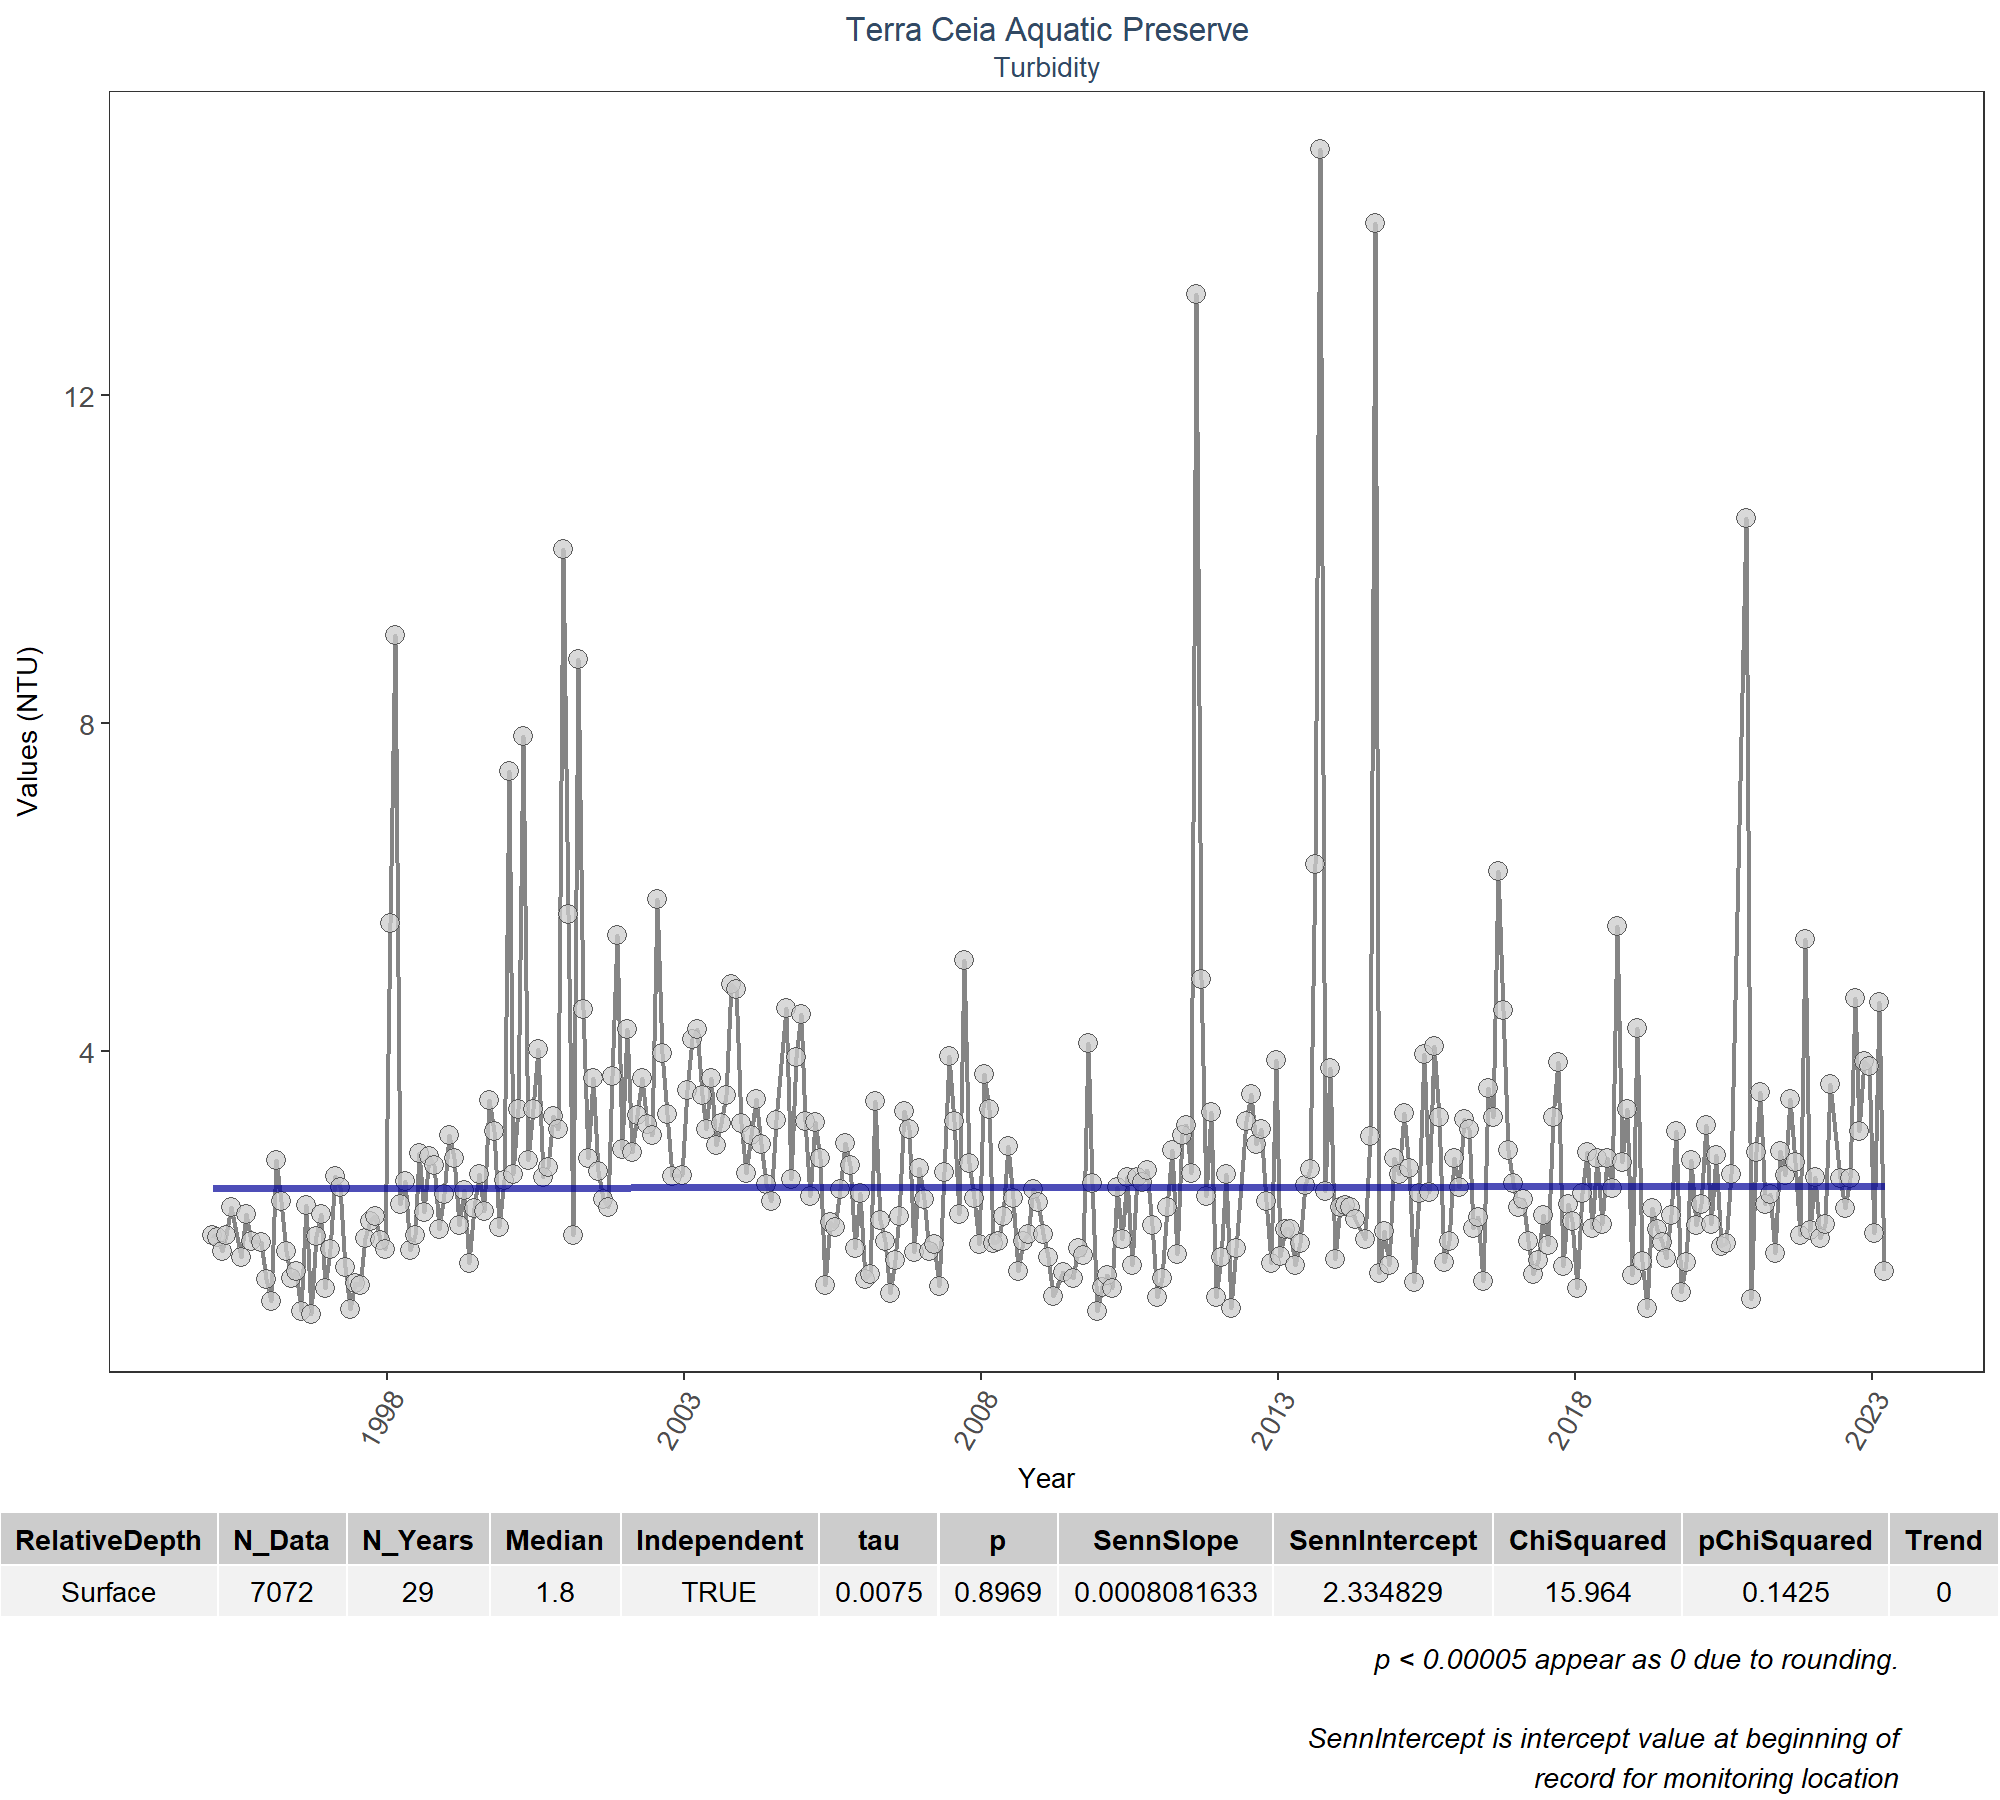 Terra Ceia Aquatic Preserve
Turbidity
Values (NTU)
12
8
4
1998 2003 2008 2013 2018 2023
Year
RelativeDepth N_Data N_Years Median Independent tau p SennSlope SennIntercept ChiSquared pChiSquared Trend
Surface 7072 29 1.8 TRUE 0.0075 0.8969 0.0008081633 2.334829 15.964 0.1425 0
p < 0.00005 appear as 0 due to rounding.
SennIntercept is intercept value at beginning of
record for monitoring location